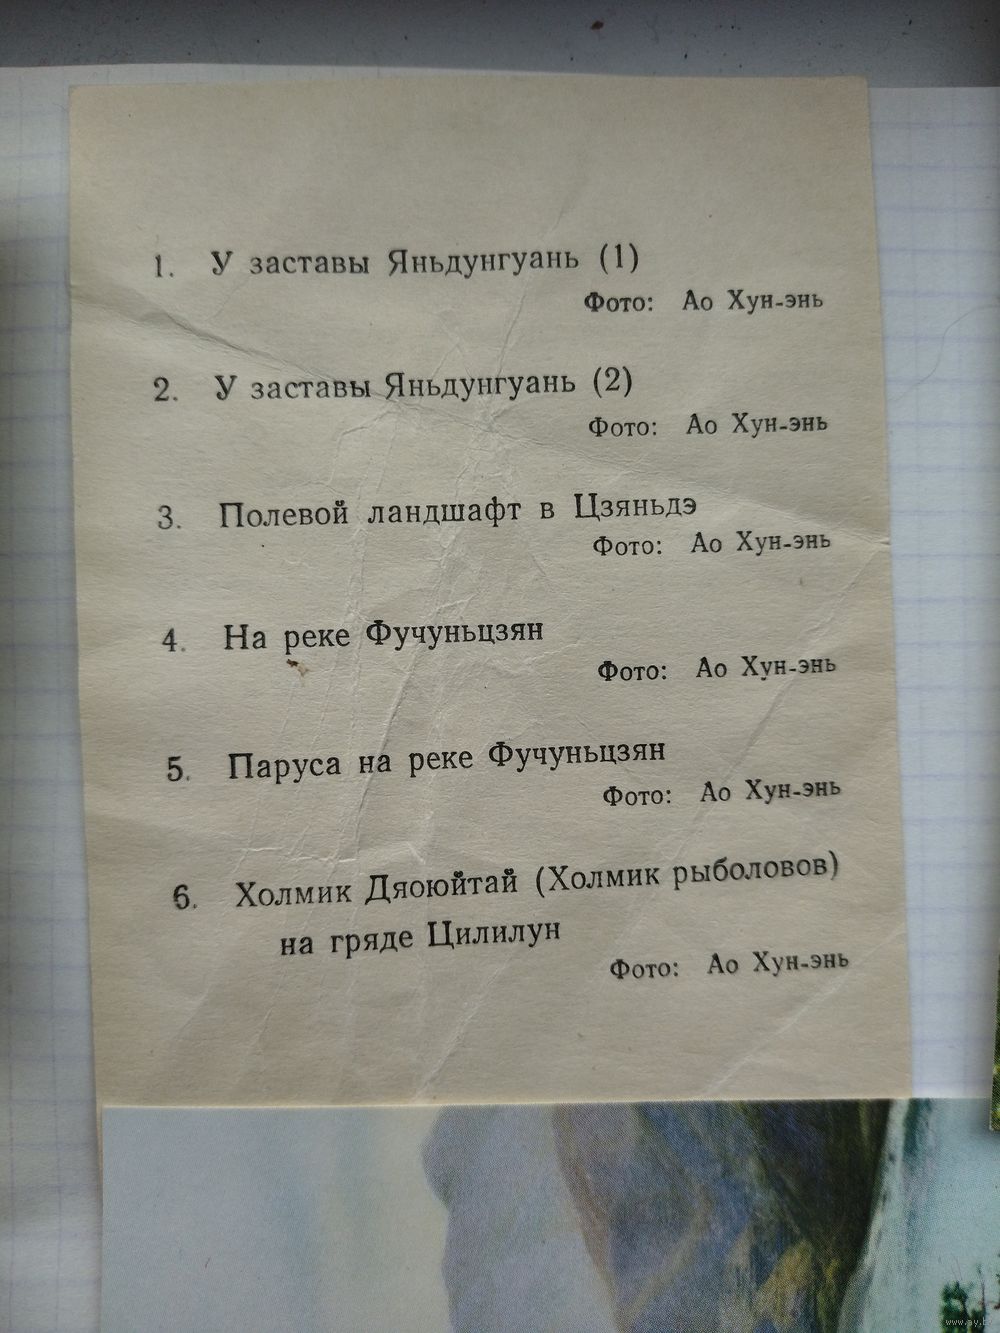 1. У заставы Яньдунгуань (1)
Фото: Ао Хун-энь
2. У заставы Яньдунгуань (2)
Фото: Ао Хун-энь
3. Полевой ландшафт в Цзяньдэ
Фото: Ао Хун-энь
4. На реке Фучуньцзян
Фото: Ао Хун-энь
5. Паруса на реке Фучуньцзян
Фото: Ао Хун-энь
6. Холмик Дяоюйтай (Холмик рыболовов)
на гряде Цилилун
Фото: Ао Хун-энь